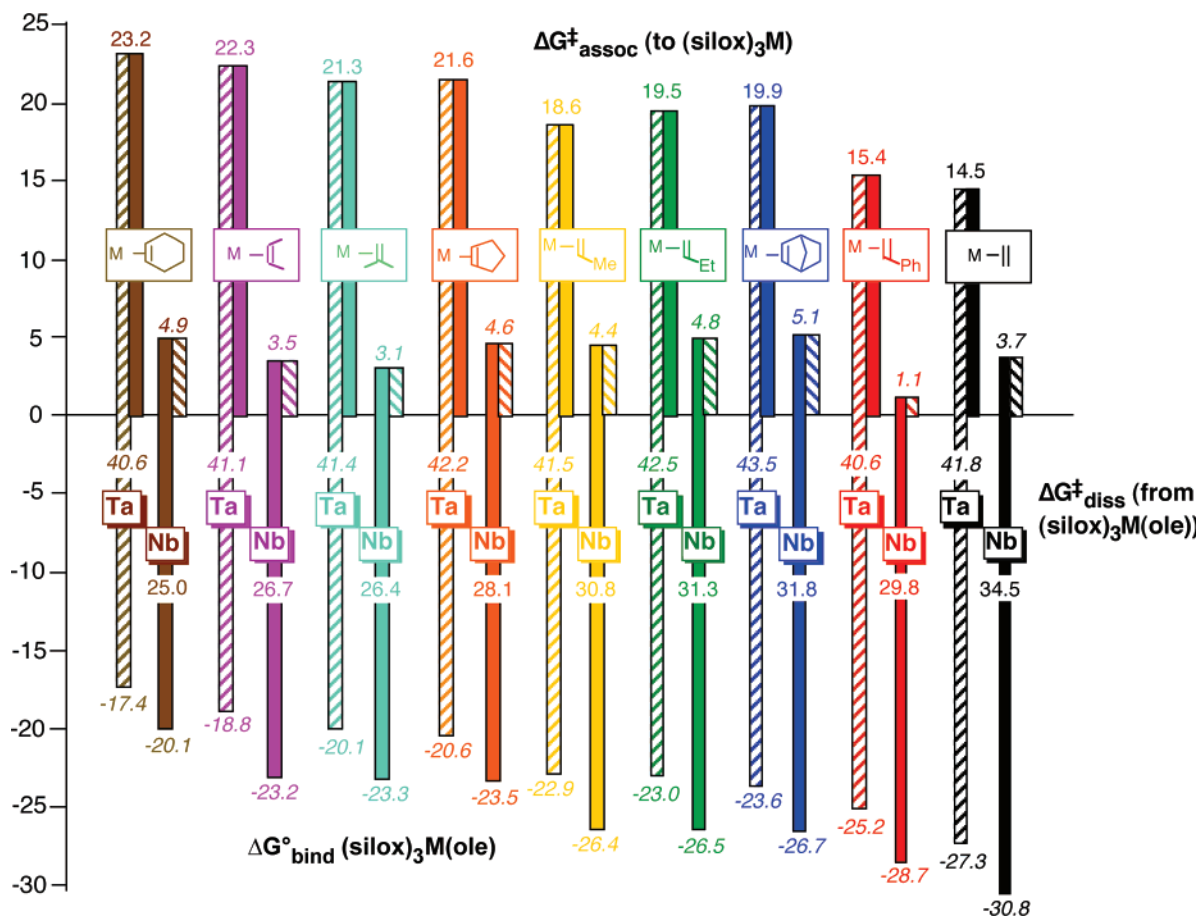 25
20
15
10
5
0
-5
-10
-15
-20
-25
-30
ΔG‡assoc (to (silox)3M)
23.2
22.3
21.3
21.6
18.6
19.5
19.9
15.4
14.5
M
M
M
M
M Me
M Et
M
M Ph
M
4.9
3.5
3.1
4.6
4.4
4.8
5.1
1.1
3.7
40.6
41.1
41.4
42.2
41.5
42.5
43.5
40.6
41.8
Ta
Ta
Ta
Ta
Ta
Ta
Ta
Ta
Ta
ΔG‡diss (from
(silox)3M(ole))
Nb
Nb
Nb
Nb
Nb
Nb
Nb
Nb
Nb
25.0
26.7
26.4
28.1
30.8
31.3
31.8
29.8
34.5
-17.4
-20.1
-18.8
-23.2
-20.1
-23.3
-20.6
-23.5
-22.9
-26.4
-23.0
-26.5
-23.6
-26.7
-25.2
-28.7
-27.3
-30.8
ΔG°bind (silox)3M(ole)